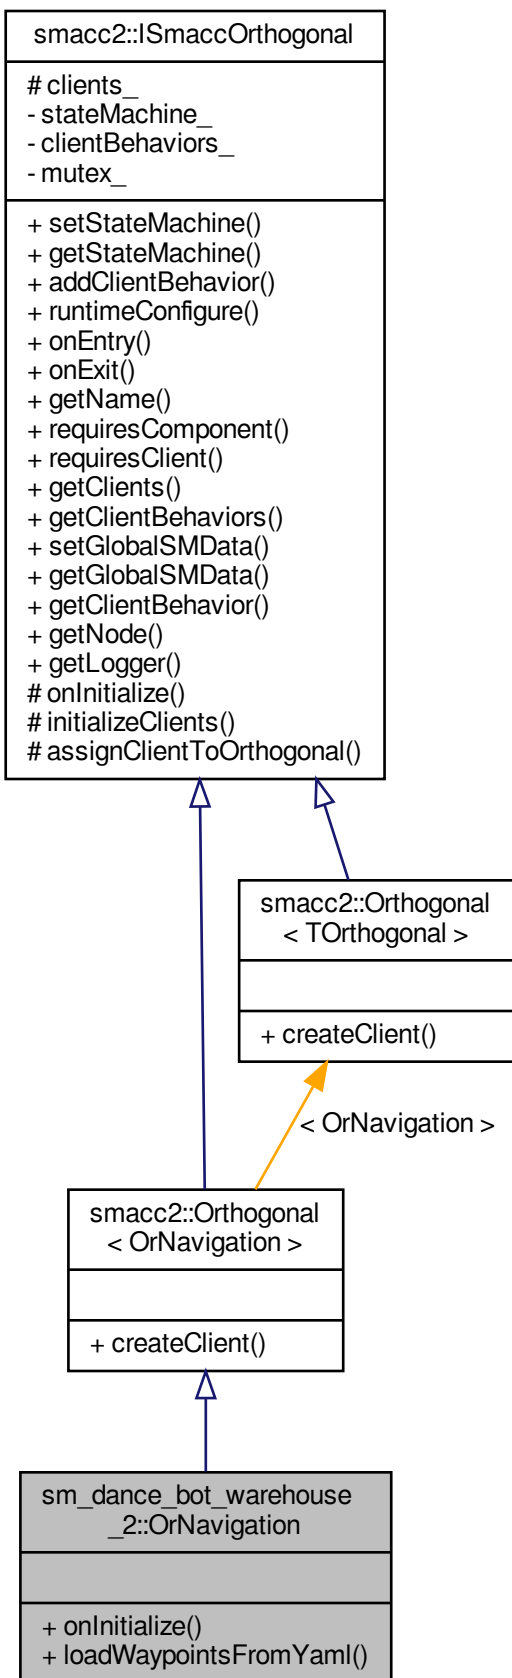 smacc2::ISmaccOrthogonal
# clients_
- stateMachine_
- clientBehaviors_
- mutex_
+ setStateMachine()
+ getStateMachine()
+ addClientBehavior()
+ runtimeConfigure()
+ onEntry()
+ onExit()
+ getName()
+ requiresComponent()
+ requiresClient()
+ getClients()
+ getClientBehaviors()
+ setGlobalSMData()
+ getGlobalSMData()
+ getClientBehavior()
+ getNode()
+ getLogger()
# onInitialize()
# initializeClients()
# assignClientToOrthogonal()
smacc2::Orthogonal
< TOrthogonal >
+ createClient()
< OrNavigation >
smacc2::Orthogonal
< OrNavigation >
+ createClient()
sm_dance_bot_warehouse
_2::OrNavigation
+ onInitialize()
+ loadWaypointsFromYaml()